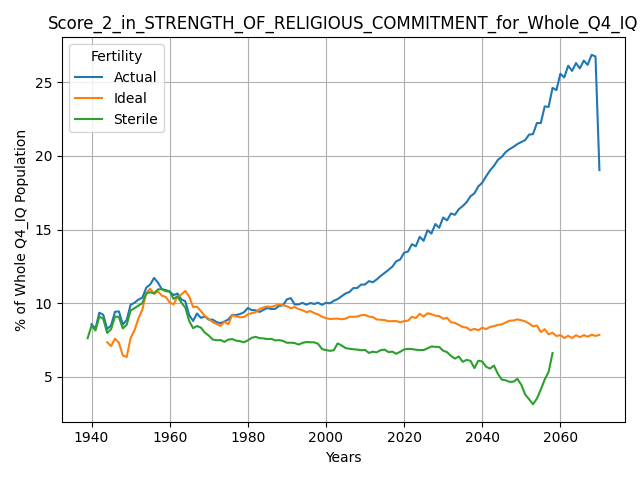 Score_2_in_STRENGTH_OF_RELIGIOUS_COMMITMENT_for_Whole_Q4_IQ
Fertility
Actual
Ideal
Sterile
% of Whole Q4_IQ Population
25
20
15
10
5
1940
1960
1980
2000
2020
2040
2060
Years